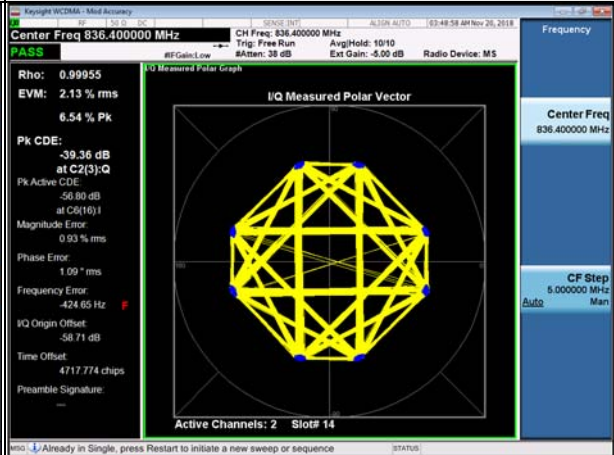 Keysight WCDMA - Mod Accuracy
RF 50 Ω DC SENSE:INT ALIGN AUTO 03:48:58 AM Nov 20, 2018
Center Freq 836.400000 MHz
CH Freq: 836.400000 MHz
Trig: Free Run Avg|Hold: 10/10
PASS
#IFGain:Low #Atten: 38 dB Ext Gain: -5.00 dB Radio Device: MS
Frequency
Center Freq
836.400000 MHz
CF Step
5.000000 MHz
Auto Man
I/Q Measured Polar Graph
I/Q Measured Polar Vector
Rho: 0.99955
EVM: 2.13 % rms
6.54 % Pk
Pk CDE:
-39.36 dB
at C2(3):Q
Pk Active CDE:
-56.80 dB
at C6(16):I
Magnitude Error:
0.93 % rms
Phase Error:
1.09 ° rms
Frequency Error:
-424.65 Hz F
I/Q Origin Offset:
-58.71 dB
Time Offset:
4717.774 chips
Preamble Signature:
---
Active Channels: 2 Slot# 14
MSG Already in Single, press Restart to initiate a new sweep or sequence STATUS